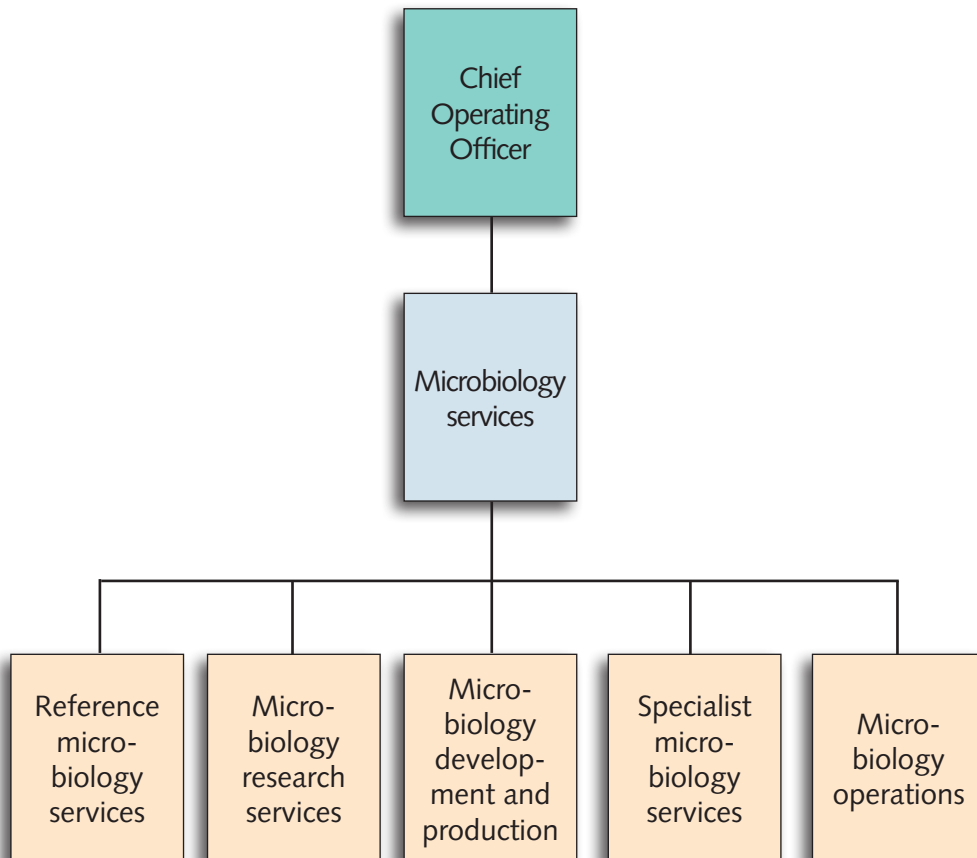 Chief
Operating
Officer
Microbiology
services
Reference
micro-
biology
services
Micro-
biology
research
services
Micro-
biology
develop-
ment and
production
Specialist
micro-
biology
services
Micro-
biology
operations